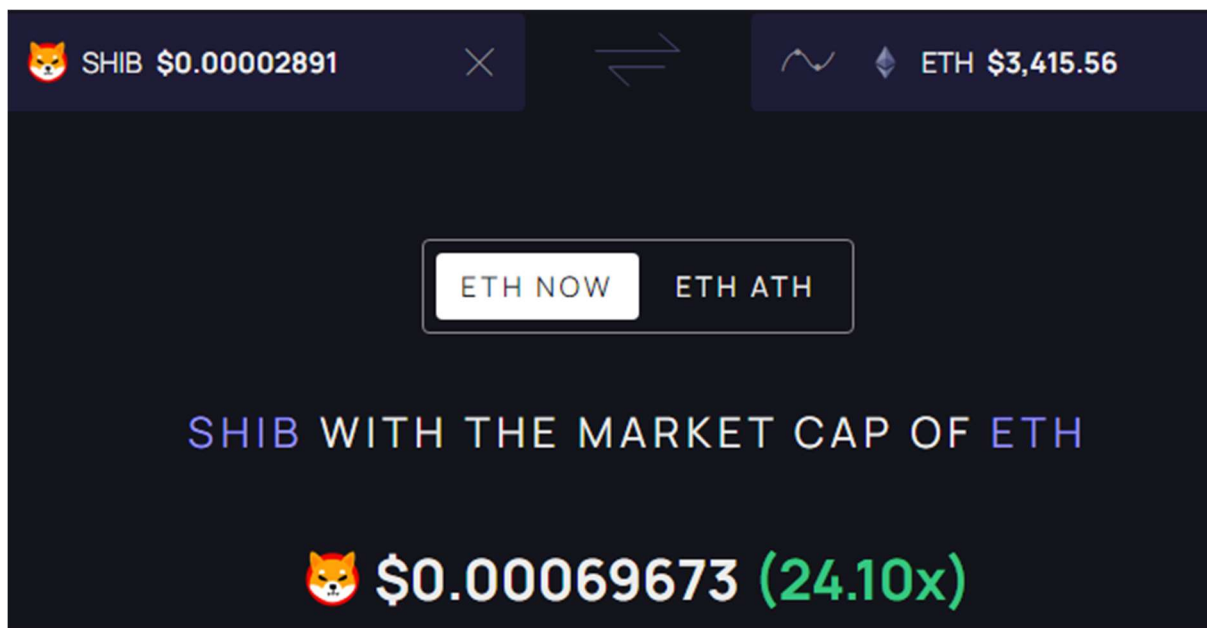 SHIB $0.00002891
ETH $3,415.56
ETH NOW
ETH ATH
SHIB WITH THE MARKET CAP OF ETH
$0.00069673 (24.10x)